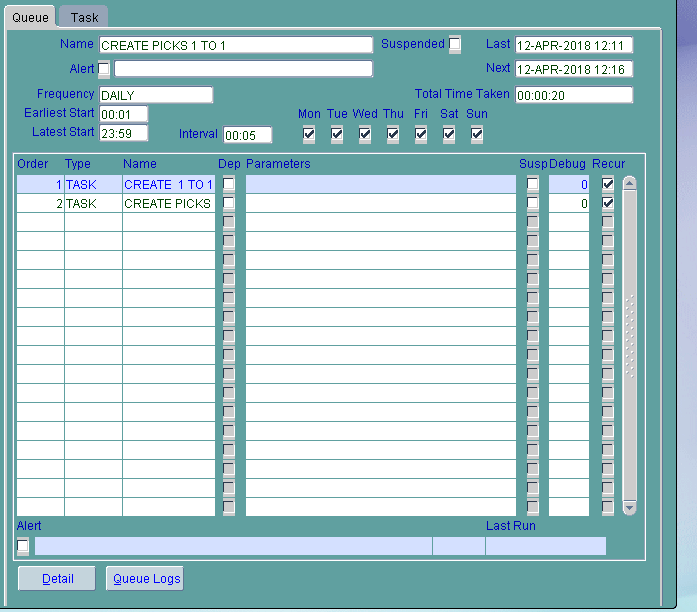 Queue Task
Name CREATE PICKS 1 TO 1 Suspended Last 12-APR-2018 12:11
Alert Next 12-APR-2018 12:16
Frequency DAILY Total Time Taken 00:00:20
Earliest Start 00:01 Mon Tue Wed Thu Fri Sat Sun
Latest Start 23:59 Interval 00:05
Order Type Name Dep Parameters Susp Debug Recur
1 TASK CREATE 1 TO 1 0
2 TASK CREATE PICKS 0
Alert Last Run
Detail Queue Logs